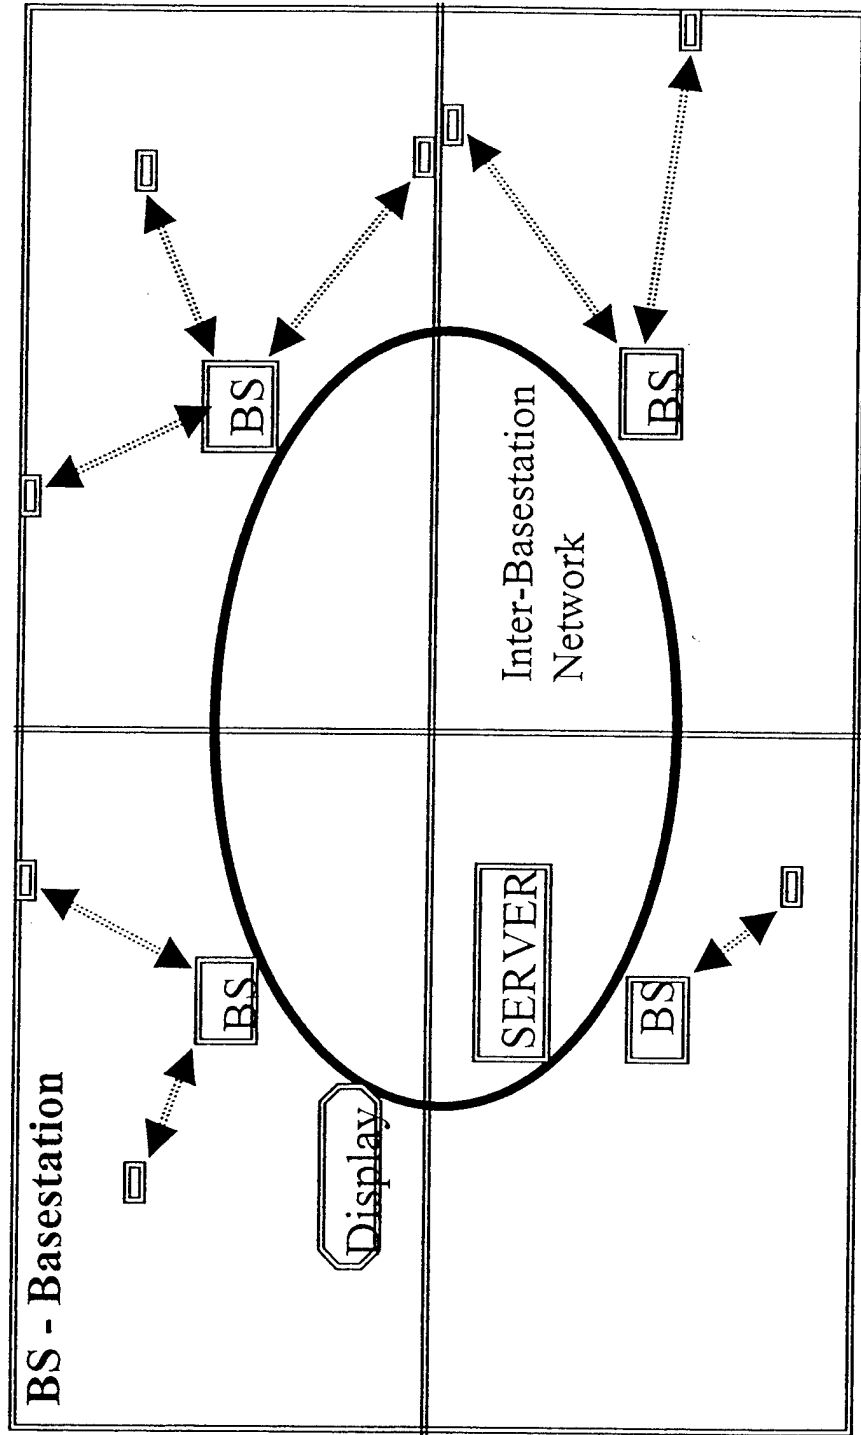 BS - Basestation
BS
BS
Display
SERVER
Inter-Basestation
Network
BS
BS